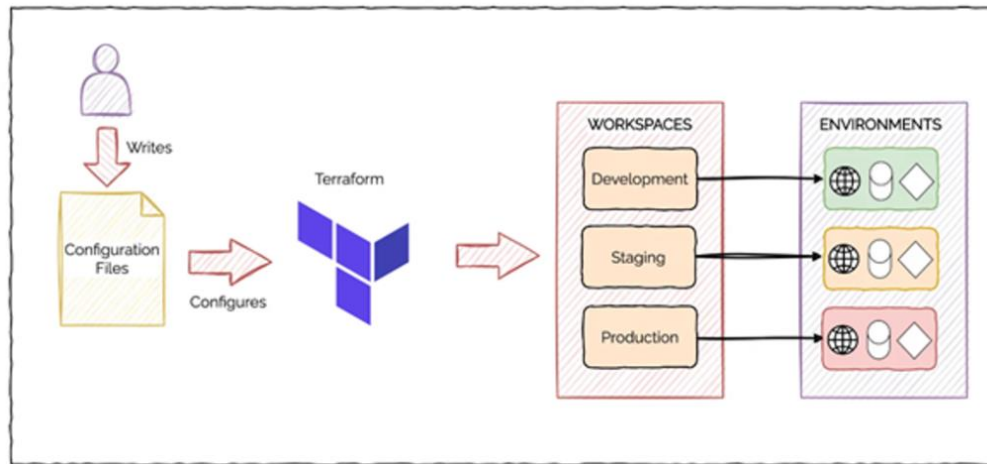 Writes
Configuration
Files
Configures
Terraform
WORKSPACES
Development
Staging
Production
ENVIRONMENTS